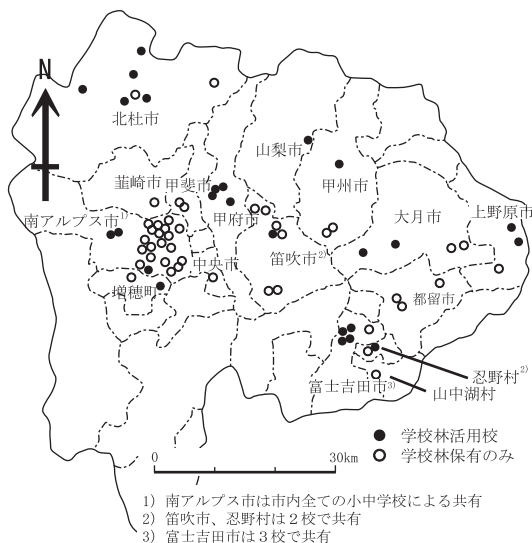 N
北杜市
山梨市
韮崎市
甲斐市
甲州市
大月市
上野原市
南アルプス市1)
甲府市
中央市
笛吹市2)
増穂町
都留市
忍野村2)
富士吉田市3)
山中湖村
学校林活用校
学校林保有のみ
0 30km
1) 南アルプス市は市内全ての小中学校による共有
2) 笛吹市、忍野村は２校で共有
3) 富士吉田市は３校で共有